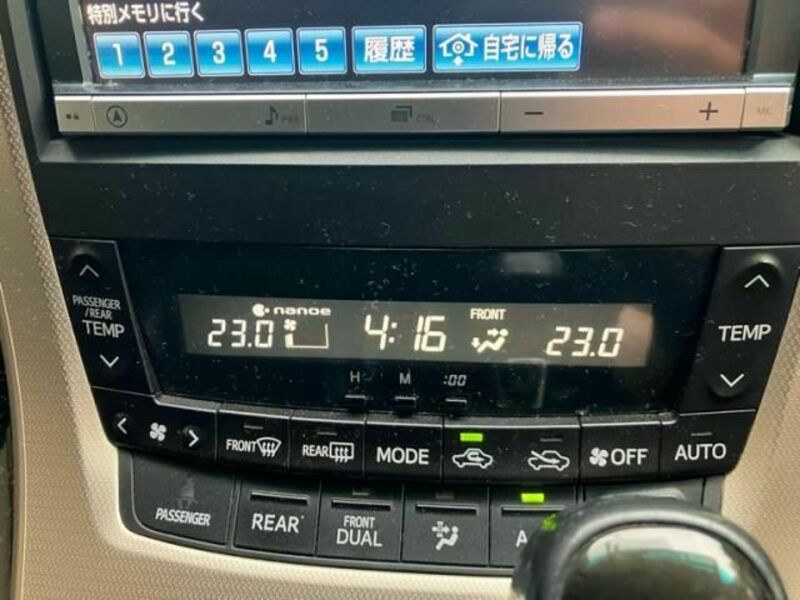 特別メモリに行く
1 2 3 4 5 履歴 自宅に帰る
− +
PASSENGER
/REAR
TEMP
nanoe
23.0 4:16 FRONT 23.0
TEMP
H M :00
FRONT REAR MODE OFF AUTO
PASSENGER REAR FRONT
DUAL